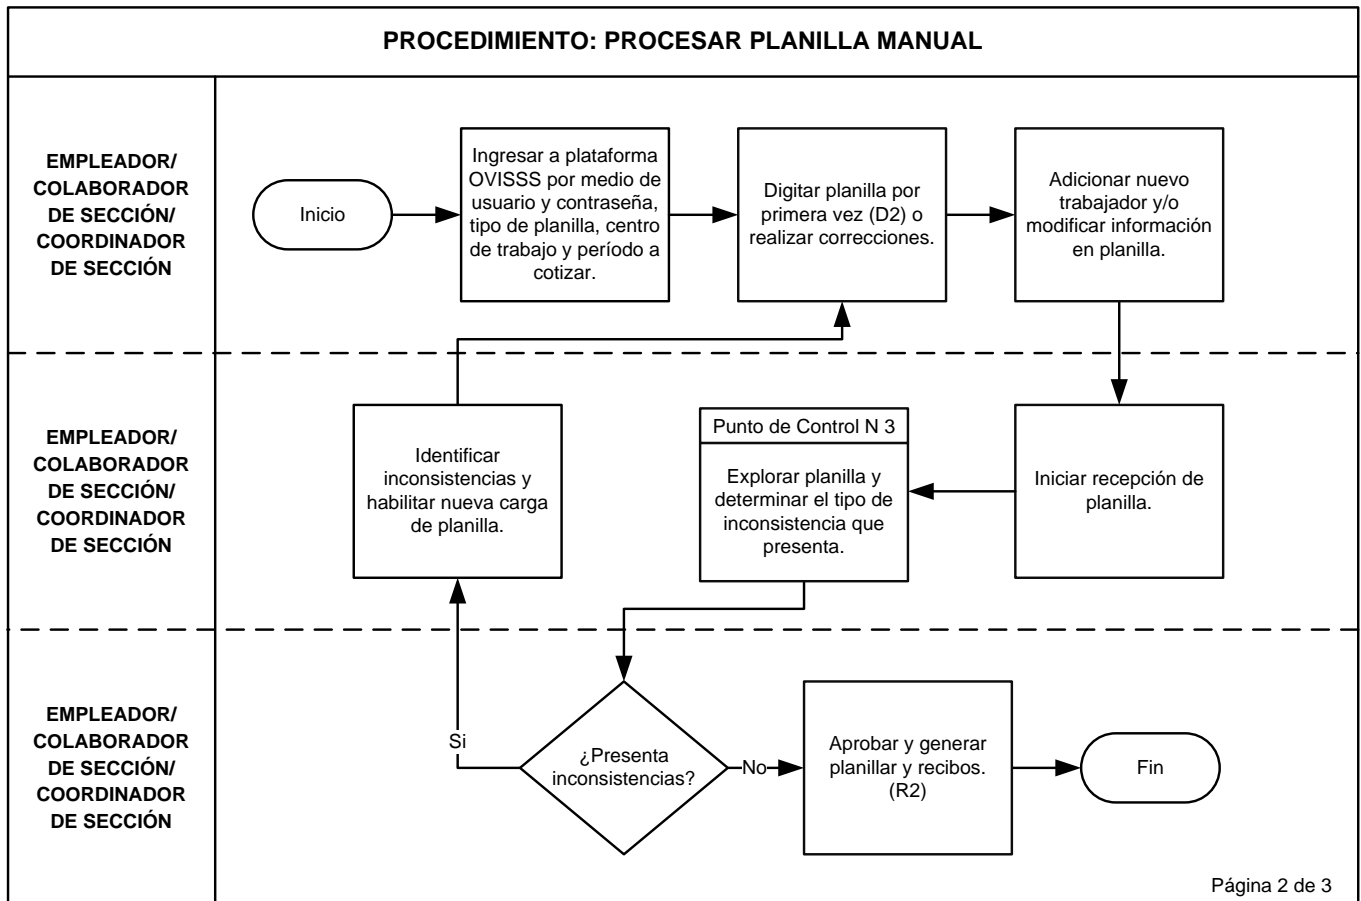 PROCEDIMIENTO: PROCESAR PLANILLA MANUAL
EMPLEADOR/
COLABORADOR
DE SECCIÓN/
COORDINADOR
DE SECCIÓN
Inicio
Ingresar a plataforma
OVISSS por medio de
usuario y contraseña,
tipo de planilla, centro
de trabajo y período a
cotizar.
Digitar planilla por
primera vez (D2) o
realizar correcciones.
Adicionar nuevo
trabajador y/o
modificar información
en planilla.
EMPLEADOR/
COLABORADOR
DE SECCIÓN/
COORDINADOR
DE SECCIÓN
Identificar
inconsistencias y
habilitar nueva carga
de planilla.
Punto de Control N 3
Explorar planilla y
determinar el tipo de
inconsistencia que
presenta.
Iniciar recepción de
planilla.
EMPLEADOR/
COLABORADOR
DE SECCIÓN/
COORDINADOR
DE SECCIÓN
Si
¿Presenta
inconsistencias?
No
Aprobar y generar
planillar y recibos.
(R2)
Fin
Página 2 de 3